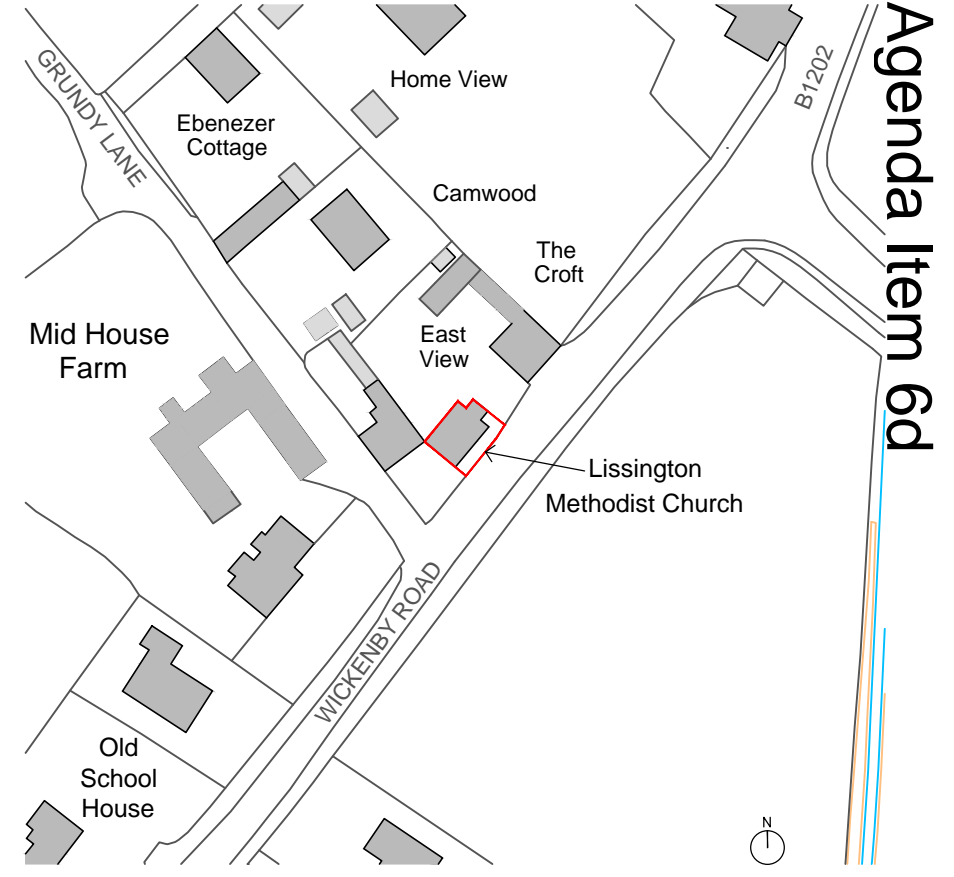 Agenda Item 6d
B1202
GRUNDY LANE
Home View
Ebenezer
Cottage
Camwood
The
Croft
Mid House
Farm
East
View
Lissington
Methodist Church
WICKENBY ROAD
Old
School
House
N